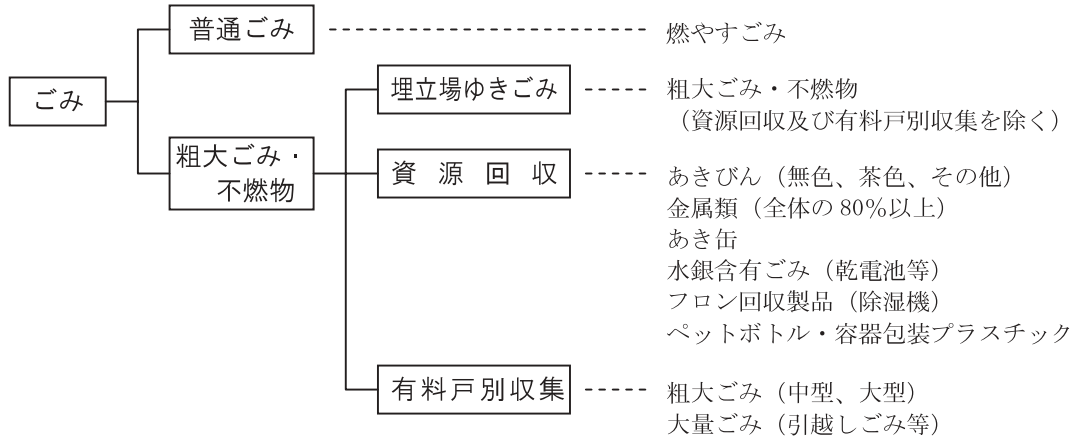 普通ごみ
燃やすごみ
ごみ
埋立場ゆきごみ
粗大ごみ・不燃物
（資源回収及び有料戸別収集を除く）
粗大ごみ・
不燃物
資源回収
あきびん（無色、茶色、その他）
金属類（全体の80％以上）
あき缶
水銀含有ごみ（乾電池等）
フロン回収製品（除湿機）
ペットボトル・容器包装プラスチック
有料戸別収集
粗大ごみ（中型、大型）
大量ごみ（引越しごみ等）